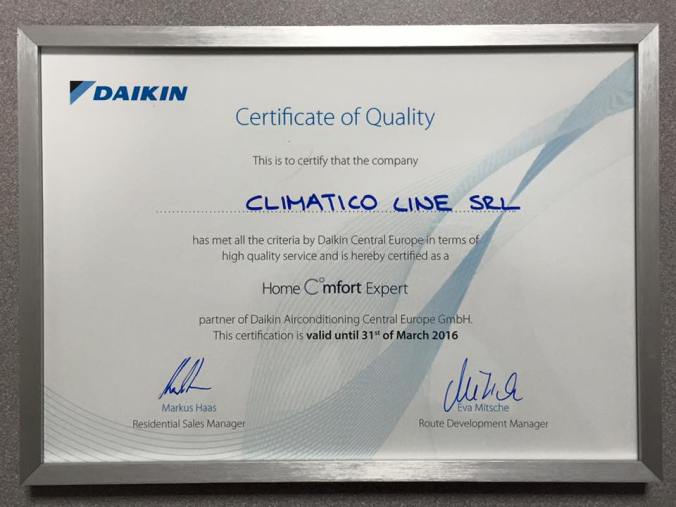 DAIKIN
Certificate of Quality
This is to certify that the company
CLIMATICO LINE SRL
has met all the criteria by Daikin Central Europe in terms of
high quality service and is hereby certified as a
Home Comfort Expert
partner of Daikin Airconditioning Central Europe GmbH.
This certification is valid until 31st of March 2016
Markus Haas
Residential Sales Manager
Eva Mitsche
Route Development Manager